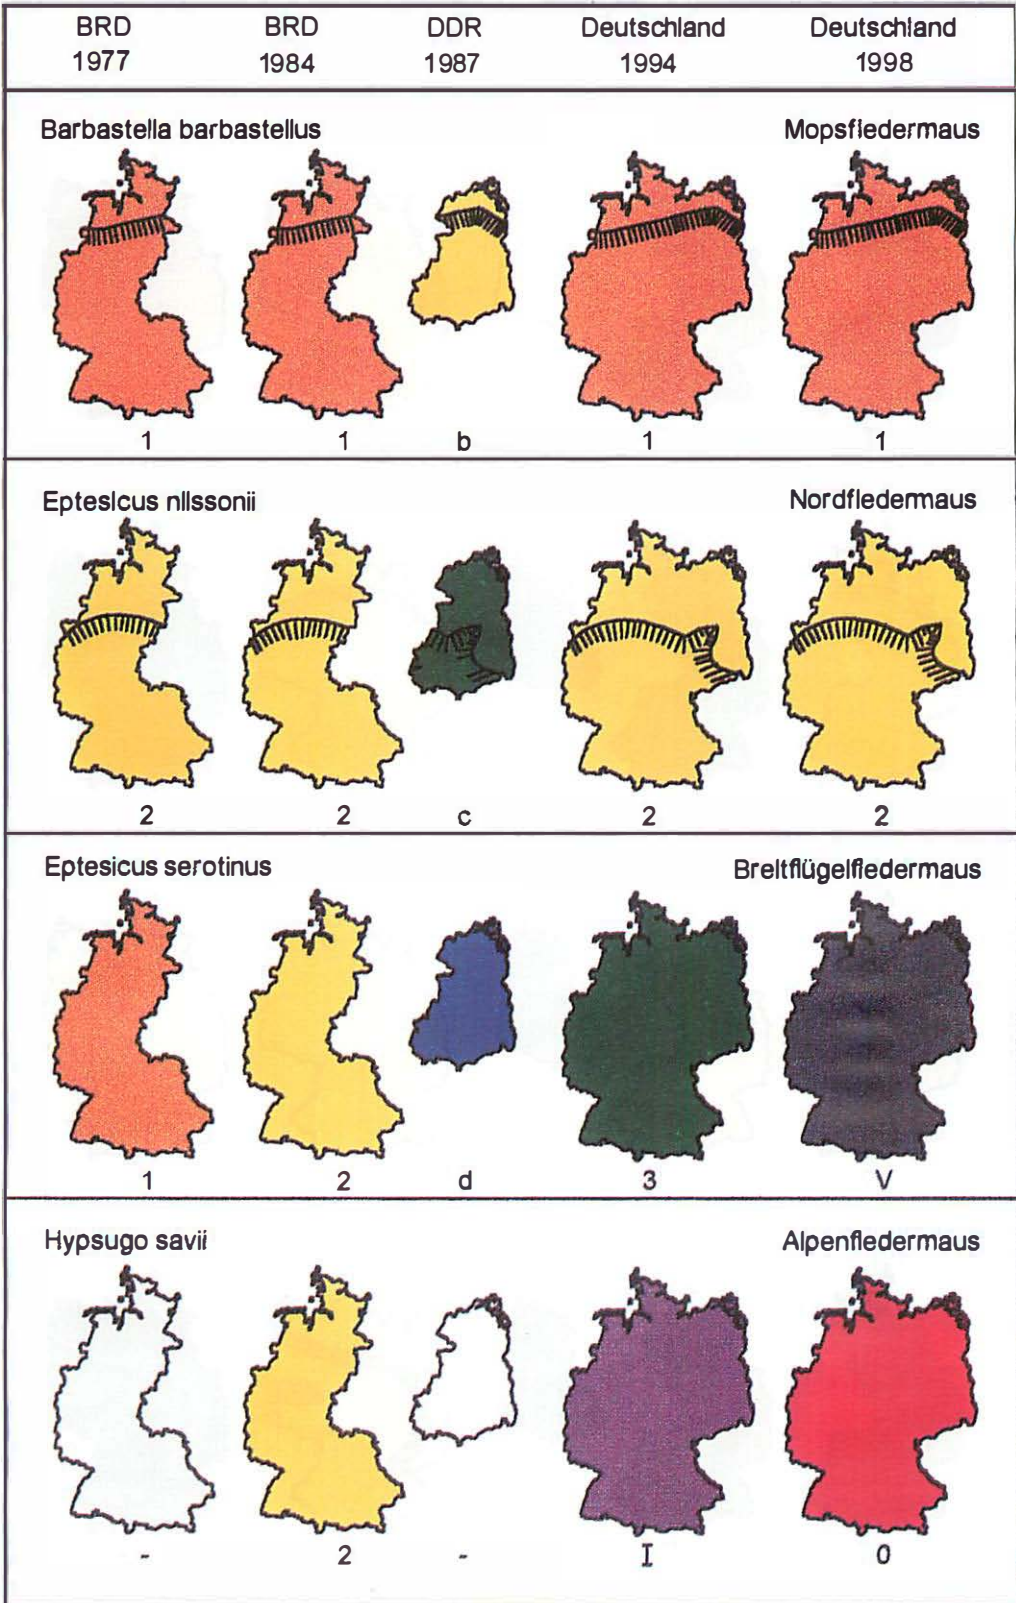 BRD BRD DDR Deutschland Deutschland
1977 1984 1987 1994 1998
Barbastella barbastellus Mopsfledermaus
1 1 b 1 1
Eptesicus nilssonii Nordfledermaus
2 2 c 2 2
Eptesicus serotinus Breitflügelfledermaus
1 2 d 3 V
Hypsugo savii Alpenfledermaus
- 2 - I 0